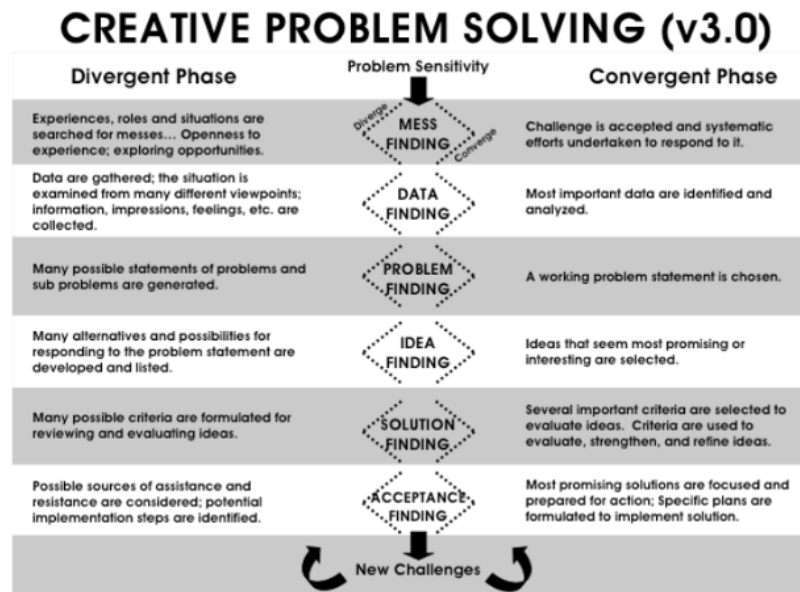 CREATIVE PROBLEM SOLVING (v3.0)
Divergent Phase
Problem Sensitivity
Convergent Phase
Experiences, roles and situations are
searched for messes... Openness to
experience; exploring opportunities.
Diverge
MESS
FINDING
Converge
Challenge is accepted and systematic
efforts undertaken to respond to it.
Data are gathered; the situation is
examined from many different viewpoints;
information, impressions, feelings, etc. are
collected.
DATA
FINDING
Most important data are identified and
analyzed.
Many possible statements of problems and
sub problems are generated.
PROBLEM
FINDING
A working problem statement is chosen.
Many alternatives and possibilities for
responding to the problem statement are
developed and listed.
IDEA
FINDING
Ideas that seem most promising or
interesting are selected.
Many possible criteria are formulated for
reviewing and evaluating ideas.
SOLUTION
FINDING
Several important criteria are selected to
evaluate ideas. Criteria are used to
evaluate, strengthen, and refine ideas.
Possible sources of assistance and
resistance are considered; potential
implementation steps are identified.
ACCEPTANCE
FINDING
Most promising solutions are focused and
prepared for action; Specific plans are
formulated to implement solution.
New Challenges